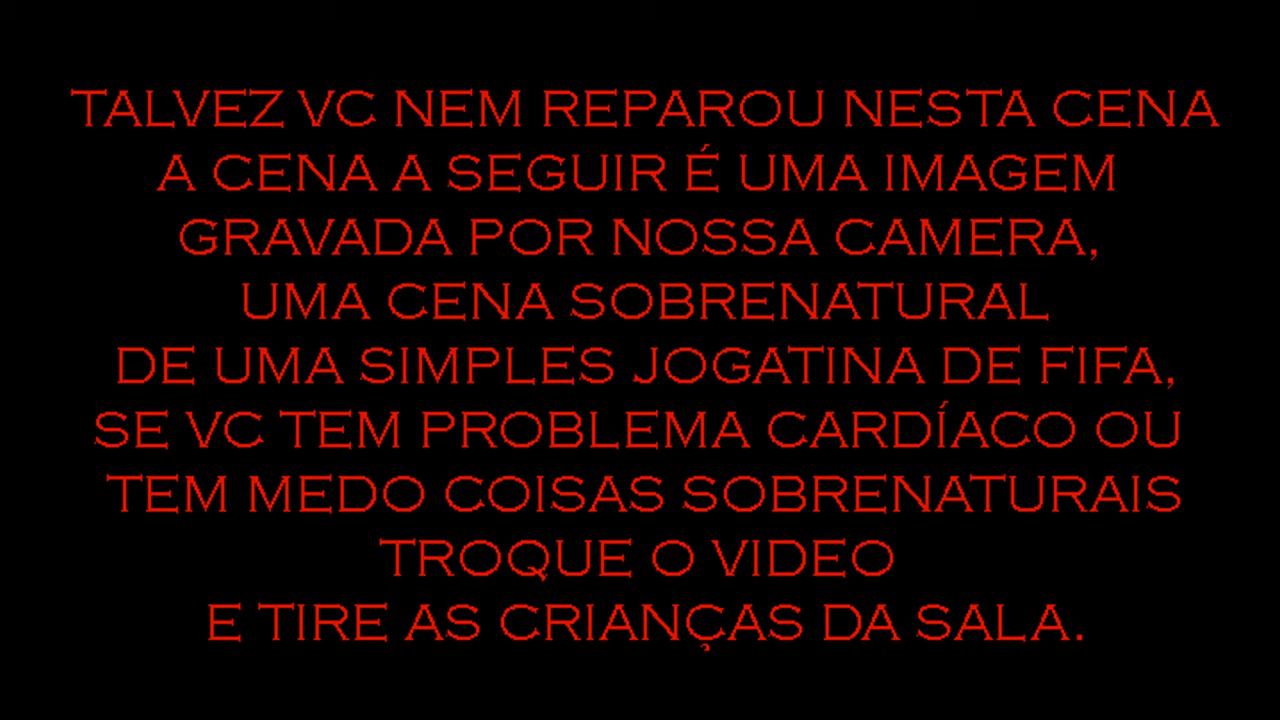 TALVEZ VC NEM REPAROU NESTA CENA
A CENA A SEGUIR É UMA IMAGEM
GRAVADA POR NOSSA CAMERA,
UMA CENA SOBRENATURAL
DE UMA SIMPLES JOGATINA DE FIFA,
SE VC TEM PROBLEMA CARDÍACO OU
TEM MEDO COISAS SOBRENATURAIS
TROQUE O VIDEO
E TIRE AS CRIANÇAS DA SALA.